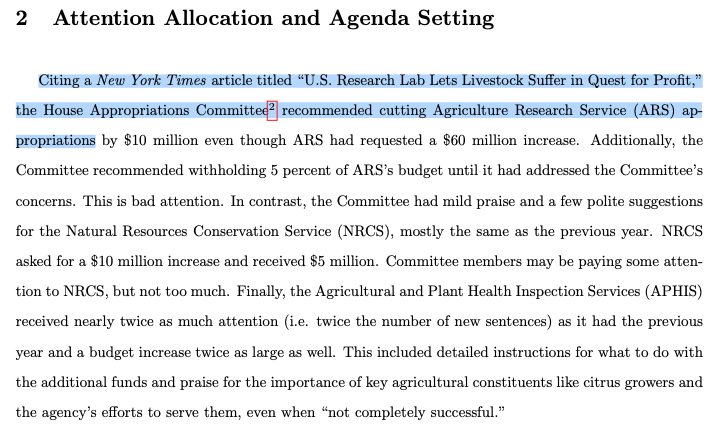 2 Attention Allocation and Agenda Setting
Citing a New York Times article titled “U.S. Research Lab Lets Livestock Suffer in Quest for Profit,”
the House Appropriations Committee2 recommended cutting Agriculture Research Service (ARS) ap-
propriations by $10 million even though ARS had requested a $60 million increase. Additionally, the
Committee recommended withholding 5 percent of ARS’s budget until it had addressed the Committee’s
concerns. This is bad attention. In contrast, the Committee had mild praise and a few polite suggestions
for the Natural Resources Conservation Service (NRCS), mostly the same as the previous year. NRCS
asked for a $10 million increase and received $5 million. Committee members may be paying some atten-
tion to NRCS, but not too much. Finally, the Agricultural and Plant Health Inspection Services (APHIS)
received nearly twice as much attention (i.e. twice the number of new sentences) as it had the previous
year and a budget increase twice as large as well. This included detailed instructions for what to do with
the additional funds and praise for the importance of key agricultural constituents like citrus growers and
the agency’s efforts to serve them, even when “not completely successful.”